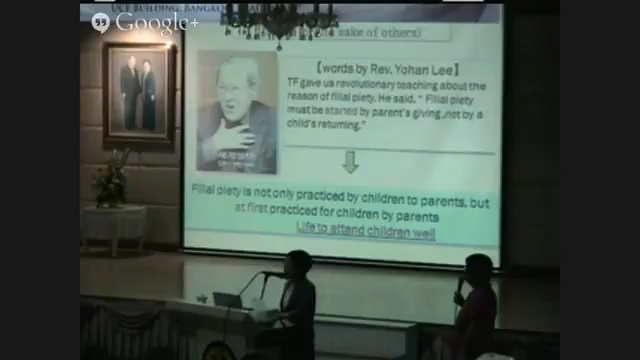 UCF BUILDING, BANGKOK
Google+
sake of others)
【words by Rev. Yohan Lee】
TF gave us revolutionary teaching about the
reason of filial piety. He said, " Filial piety
must be started by parent's giving ,not by a
child's returning."
Filial piety is not only practiced by children to parents, but
at first practiced for children by parents
Life to attend children well